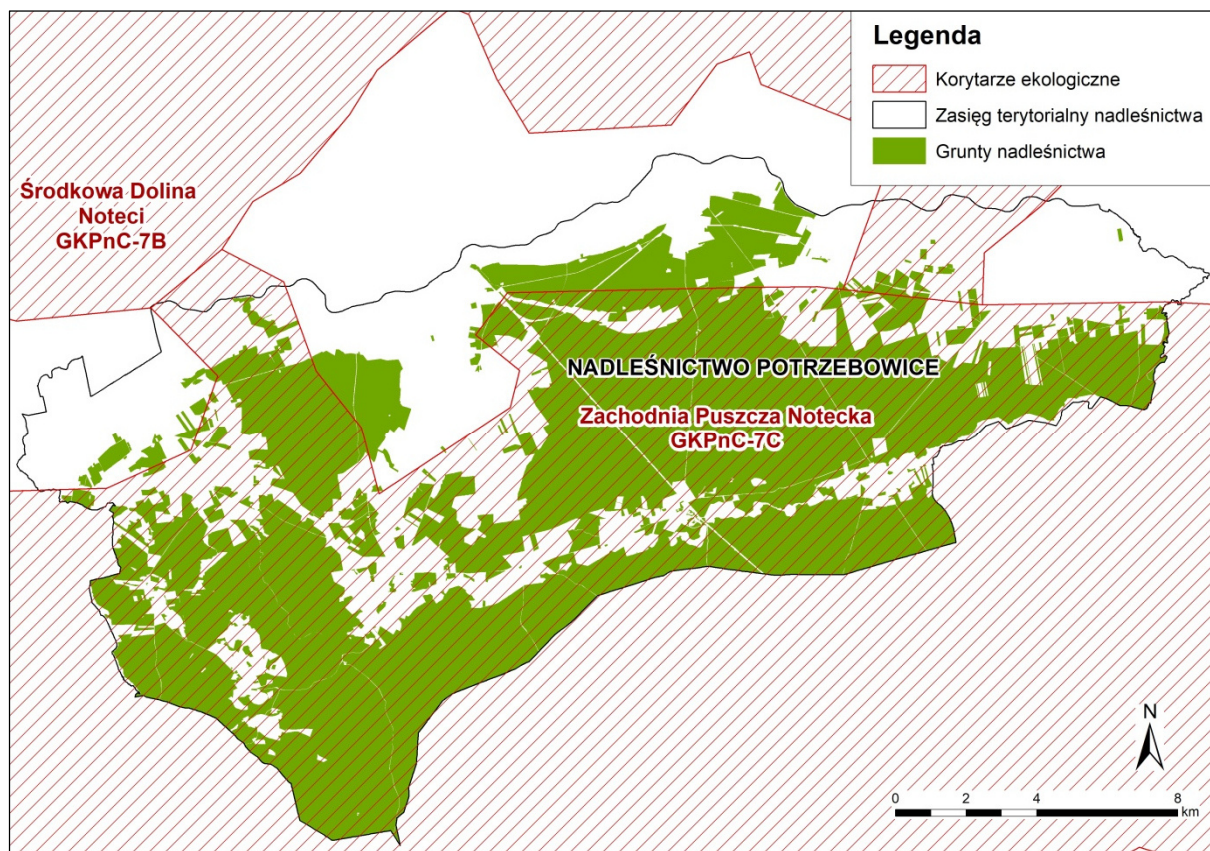 Legenda
Korytarze ekologiczne
Zasięg terytorialny nadleśnictwa
Grunty nadleśnictwa
Środkowa Dolina
Noteci
GKPnC-7B
NADLEŚNICTWO POTRZEBOWICE
Zachodnia Puszcza Notecka
GKPnC-7C
N
0 2 4 8
km